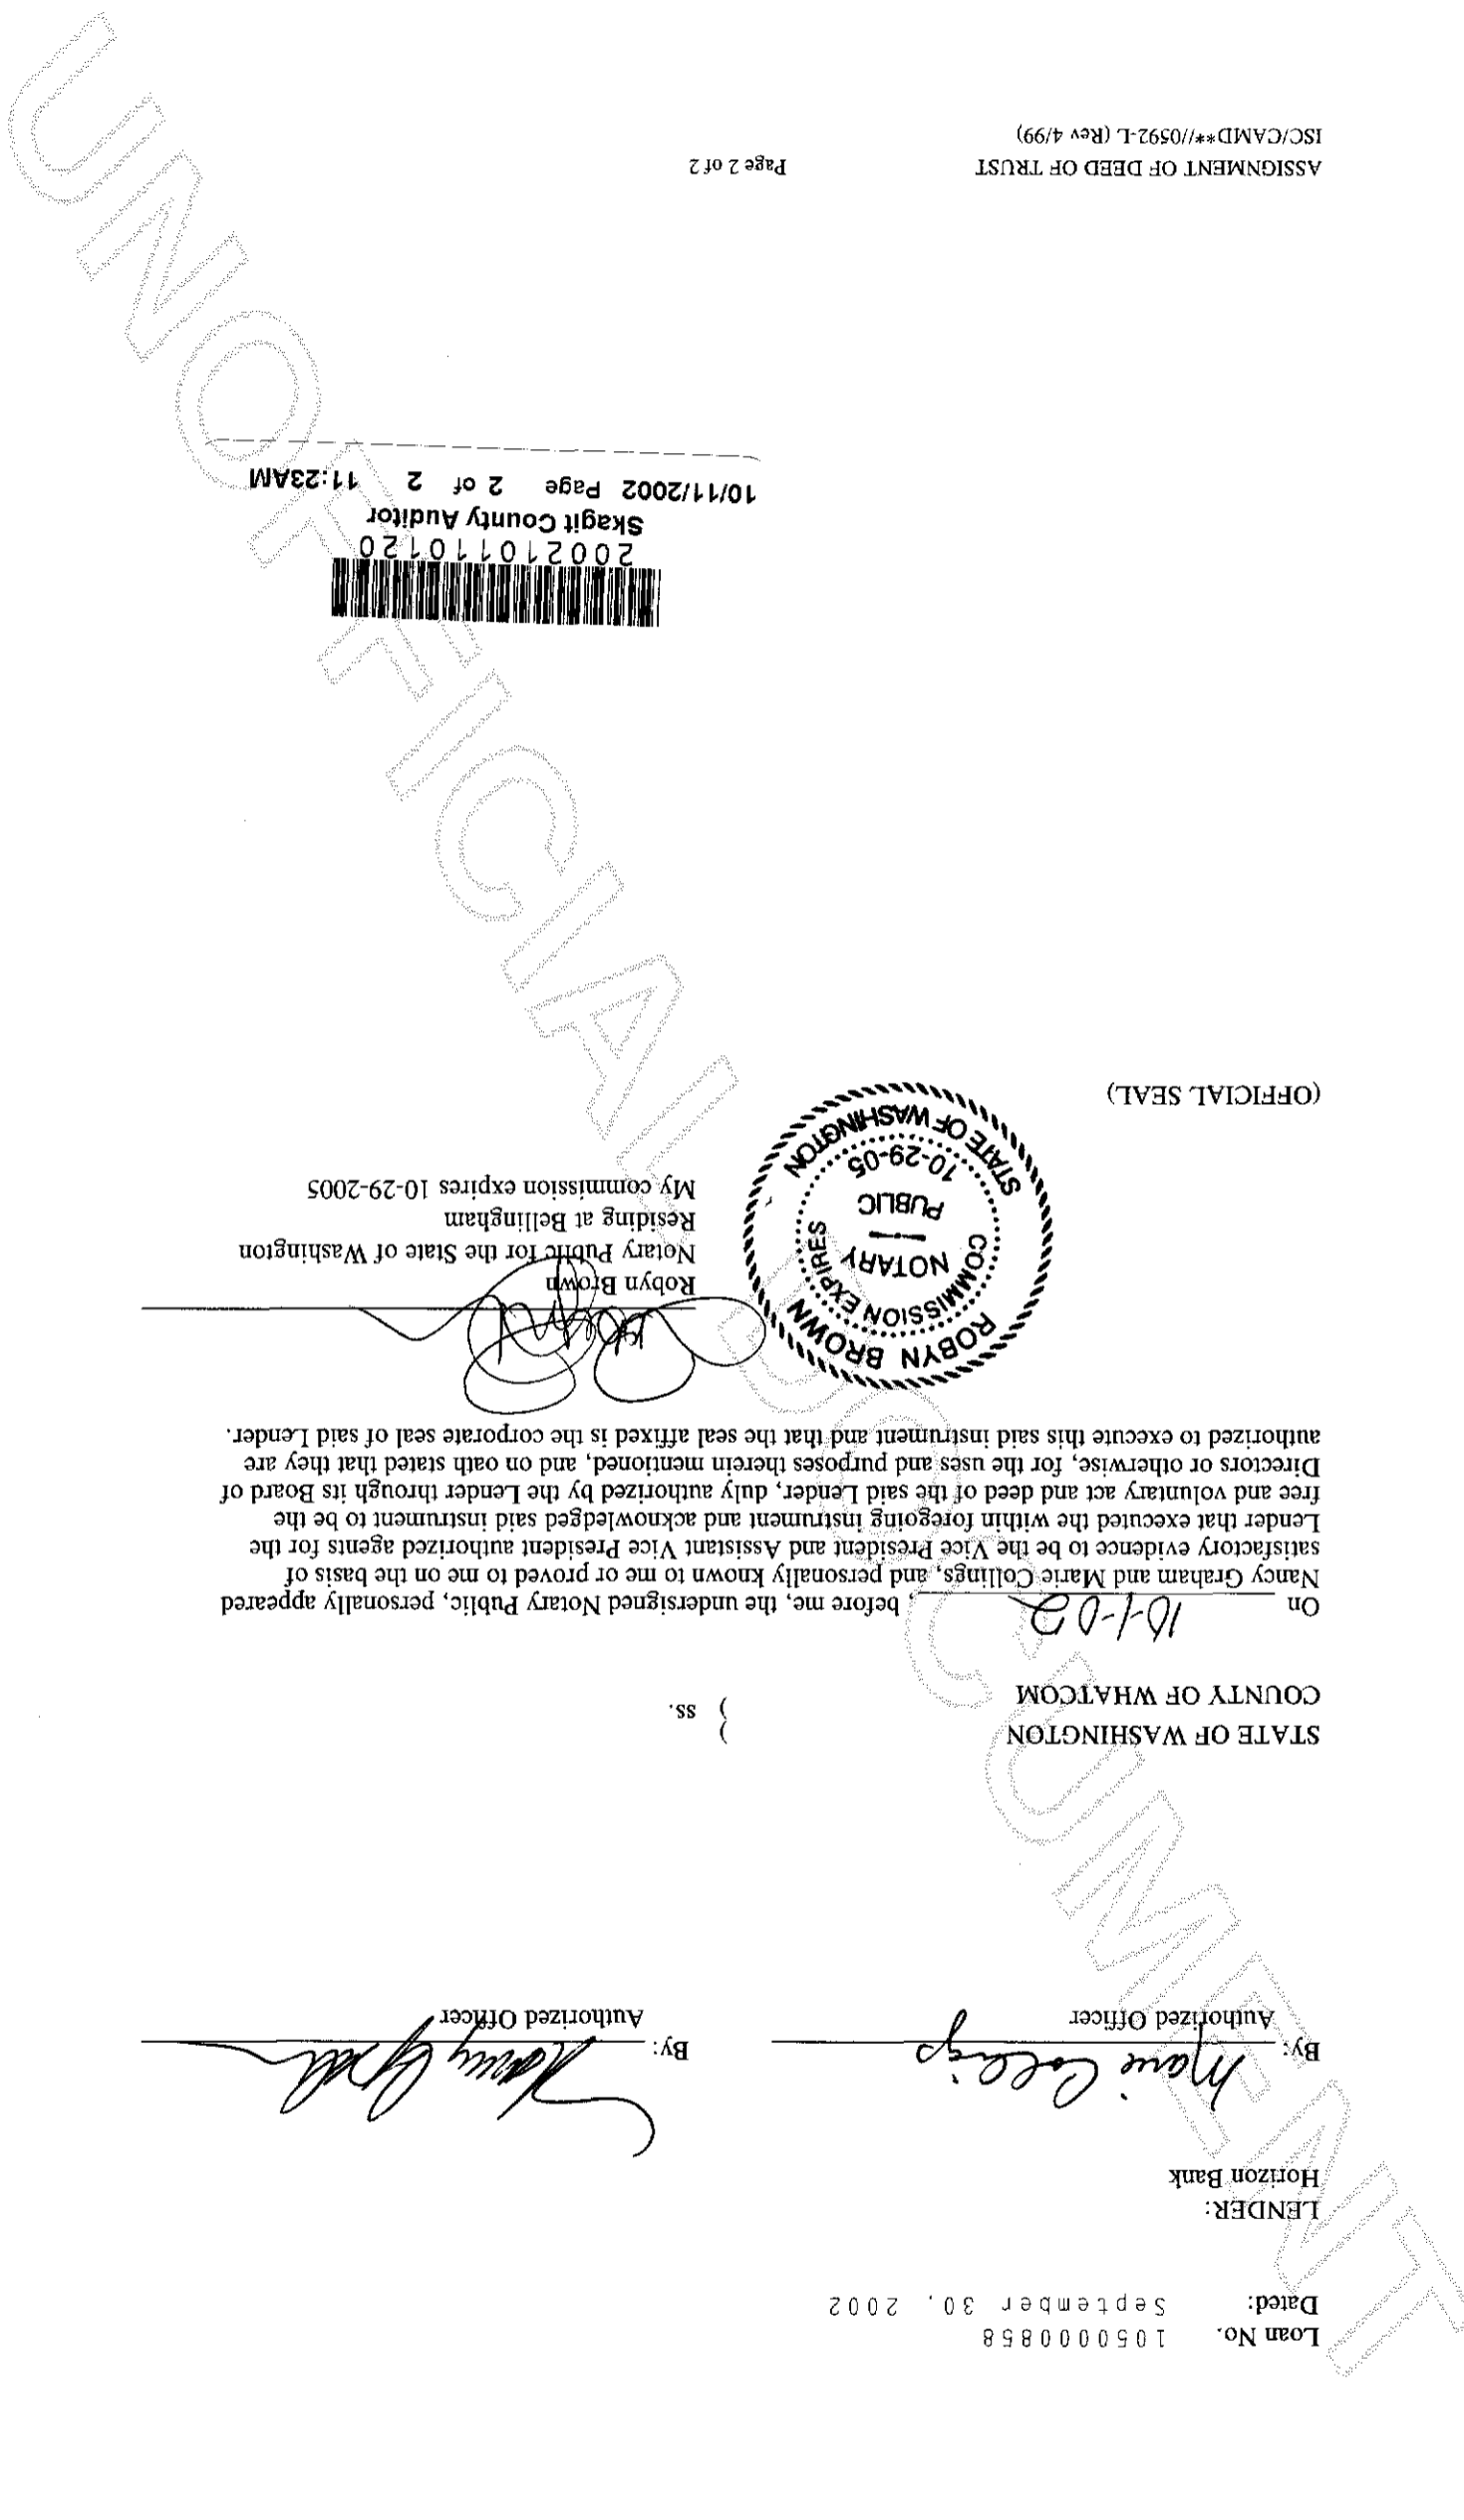 Loan No. 1050000858
Dated: September 30, 2002
LENDER:
Horizon Bank
By: Marie Collings
Authorized Officer
By: Nancy
Authorized Officer
STATE OF WASHINGTON )
) ss.
COUNTY OF WHATCOM
On 10-1-02, before me, the undersigned Notary Public, personally appeared
Nancy Graham and Marie Collings, and personally known to me or proved to me on the basis of
satisfactory evidence to be the Vice President and Assistant Vice President authorized agents for the
Lender that executed the within foregoing instrument and acknowledged said instrument to be the
free and voluntary act and deed of the said Lender, duly authorized by the Lender through its Board of
Directors or otherwise, for the uses and purposes therein mentioned, and on oath stated that they are
authorized to execute this said instrument and that the seal affixed is the corporate seal of said Lender.
ROBYN BROWN
COMMISSION EXPIRES
NOTARY
PUBLIC
10-29-05
STATE OF WASHINGTON
Robyn Brown
Notary Public for the State of Washington
Residing at Bellingham
My commission expires 10-29-2005
(OFFICIAL SEAL)
200210110120
Skagit County Auditor
10/11/2002 Page 2 of 2 11:23AM
ASSIGNMENT OF DEED OF TRUST
Page 2 of 2
ISC/CAMD**//0592-L (Rev 4/99)
UNOFFICIAL DOCUMENT